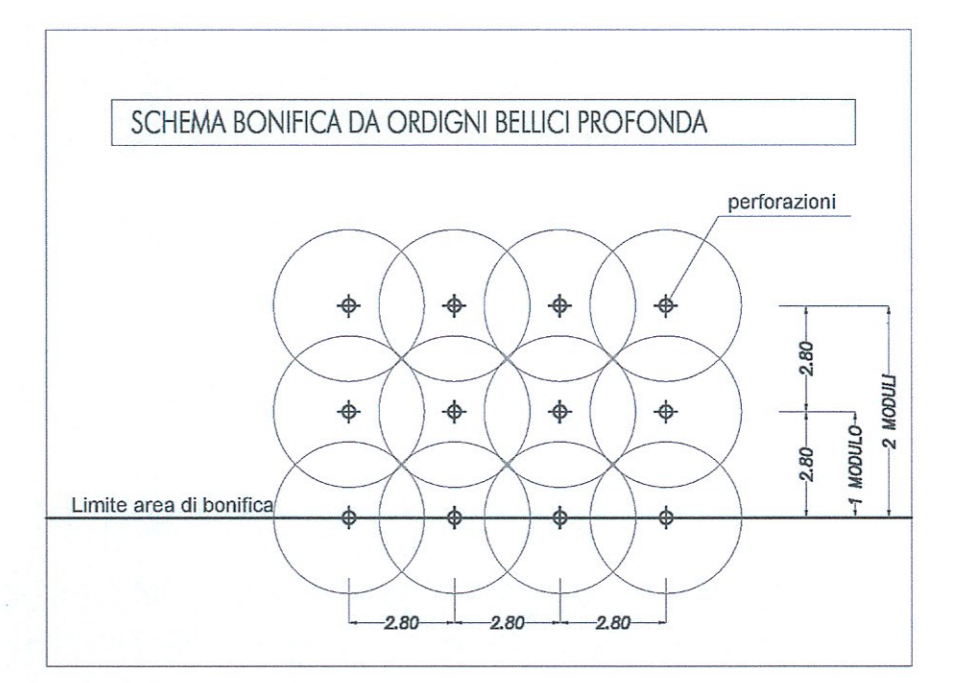 SCHEMA BONIFICA DA ORDIGNI BELLICI PROFONDA
perforazioni
2.80
2.80
1 MODULO
2 MODULI
Limite area di bonifica
2.80
2.80
2.80